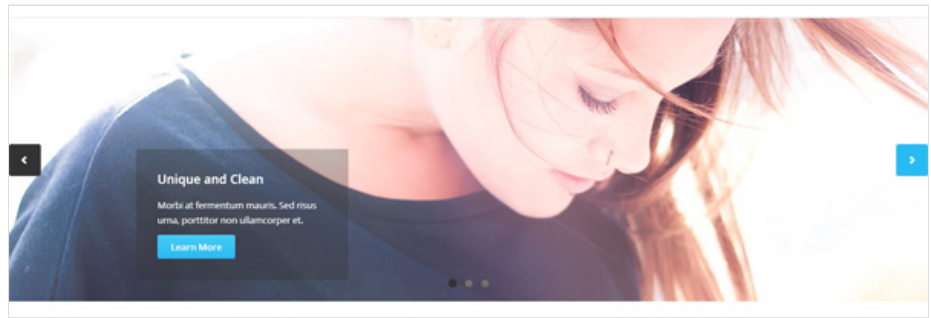 Unique and Clean
Morbi at fermentum mauris. Sed risus
urna, porttitor non ullamcorper et.
Learn More